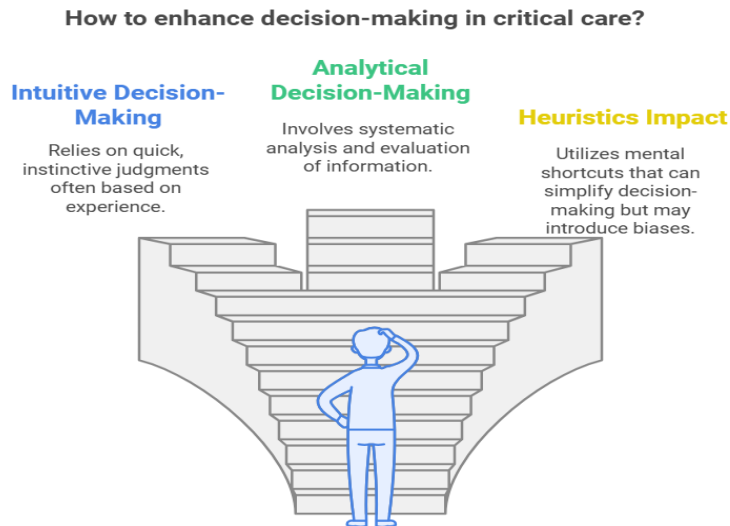 How to enhance decision-making in critical care?
Intuitive Decision-
Making
Relies on quick,
instinctive judgments
often based on
experience.
Analytical
Decision-Making
Involves systematic
analysis and evaluation
of information.
Heuristics Impact
Utilizes mental
shortcuts that can
simplify decision-
making but may
introduce biases.